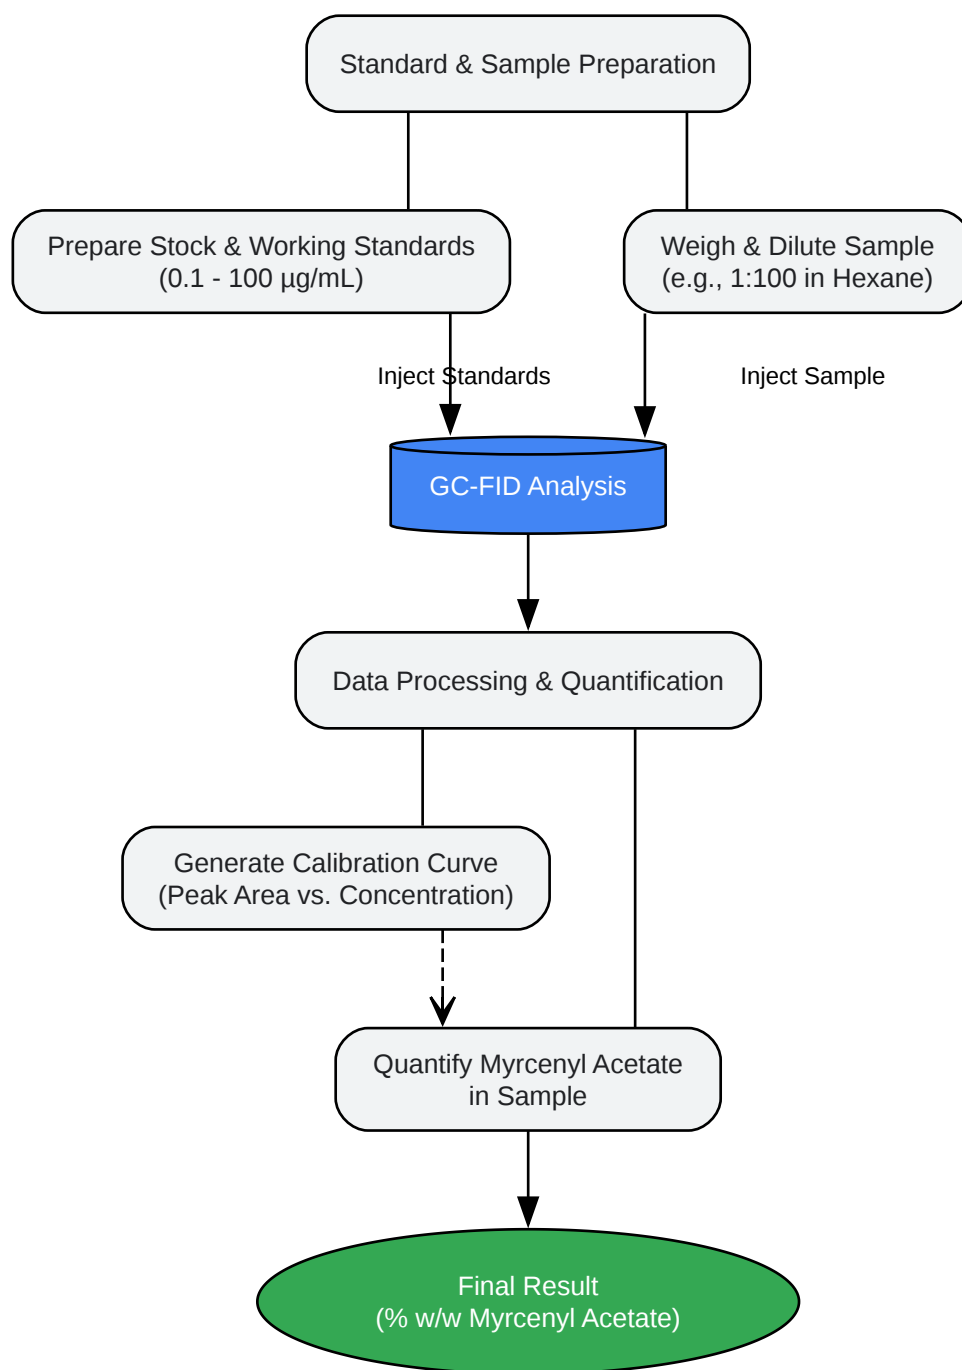 Standard & Sample Preparation
Prepare Stock & Working Standards
(0.1 - 100 µg/mL)
Weigh & Dilute Sample
(e.g., 1:100 in Hexane)
Inject Standards
Inject Sample
GC-FID Analysis
Data Processing & Quantification
Generate Calibration Curve
(Peak Area vs. Concentration)
Quantify Myrcenyl Acetate
in Sample
Final Result
(% w/w Myrcenyl Acetate)